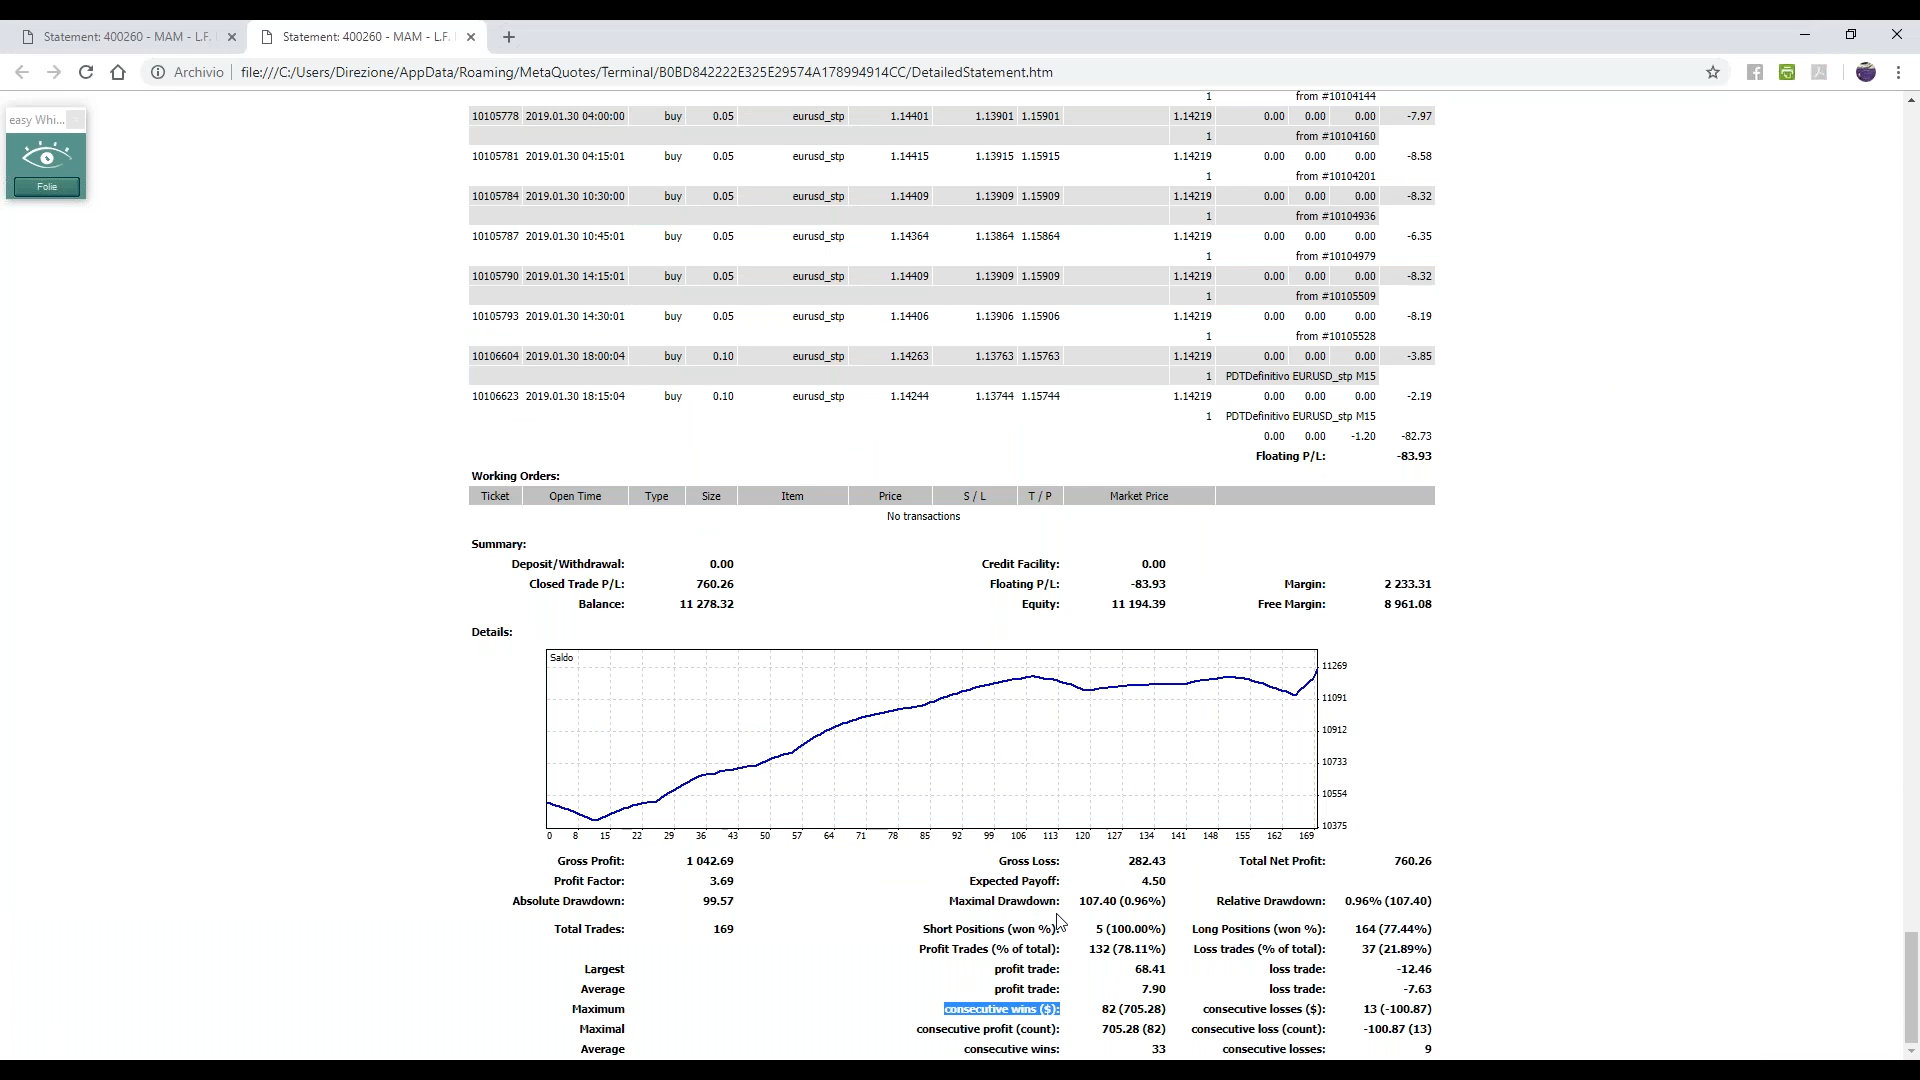 Statement: 400260 - MAM - L.F.
Statement: 400260 - MAM - L.F.
Archivio file:///C:/Users/Direzione/AppData/Roaming/MetaQuotes/Terminal/B0BD842222E325E29574A178994914CC/DetailedStatement.htm
easy Whi...
Folie
1 from #10104144
10105778 2019.01.30 04:00:00 buy 0.05 eurusd_stp 1.14401 1.13901 1.15901 1.14219 0.00 0.00 0.00 -7.97
1 from #10104160
10105781 2019.01.30 04:15:01 buy 0.05 eurusd_stp 1.14415 1.13915 1.15915 1.14219 0.00 0.00 0.00 -8.58
1 from #10104201
10105784 2019.01.30 10:30:00 buy 0.05 eurusd_stp 1.14409 1.13909 1.15909 1.14219 0.00 0.00 0.00 -8.32
1 from #10104936
10105787 2019.01.30 10:45:01 buy 0.05 eurusd_stp 1.14364 1.13864 1.15864 1.14219 0.00 0.00 0.00 -6.35
1 from #10104979
10105790 2019.01.30 14:15:01 buy 0.05 eurusd_stp 1.14409 1.13909 1.15909 1.14219 0.00 0.00 0.00 -8.32
1 from #10105509
10105793 2019.01.30 14:30:01 buy 0.05 eurusd_stp 1.14406 1.13906 1.15906 1.14219 0.00 0.00 0.00 -8.19
1 from #10105528
10106604 2019.01.30 18:00:04 buy 0.10 eurusd_stp 1.14263 1.13763 1.15763 1.14219 0.00 0.00 0.00 -3.85
1 PDTDefinitivo EURUSD_stp M15
10106623 2019.01.30 18:15:04 buy 0.10 eurusd_stp 1.14244 1.13744 1.15744 1.14219 0.00 0.00 0.00 -2.19
1 PDTDefinitivo EURUSD_stp M15
0.00 0.00 -1.20 -82.73
Floating P/L: -83.93
Working Orders:
Ticket Open Time Type Size Item Price S / L T / P Market Price
No transactions
Summary:
Deposit/Withdrawal: 0.00 Credit Facility: 0.00
Closed Trade P/L: 760.26 Floating P/L: -83.93 Margin: 2 233.31
Balance: 11 278.32 Equity: 11 194.39 Free Margin: 8 961.08
Details:
Saldo
11269
11091
10912
10733
10554
10375
0 8 15 22 29 36 43 50 57 64 71 78 85 92 99 106 113 120 127 134 141 148 155 162 169
Gross Profit: 1 042.69 Gross Loss: 282.43 Total Net Profit: 760.26
Profit Factor: 3.69 Expected Payoff: 4.50
Absolute Drawdown: 99.57 Maximal Drawdown: 107.40 (0.96%) Relative Drawdown: 0.96% (107.40)
Total Trades: 169 Short Positions (won %): 5 (100.00%) Long Positions (won %): 164 (77.44%)
Profit Trades (% of total): 132 (78.11%) Loss trades (% of total): 37 (21.89%)
Largest profit trade: 68.41 loss trade: -12.46
Average profit trade: 7.90 loss trade: -7.63
Maximum consecutive wins ($): 82 (705.28) consecutive losses ($): 13 (-100.87)
Maximal consecutive profit (count): 705.28 (82) consecutive loss (count): -100.87 (13)
Average consecutive wins: 33 consecutive losses: 9